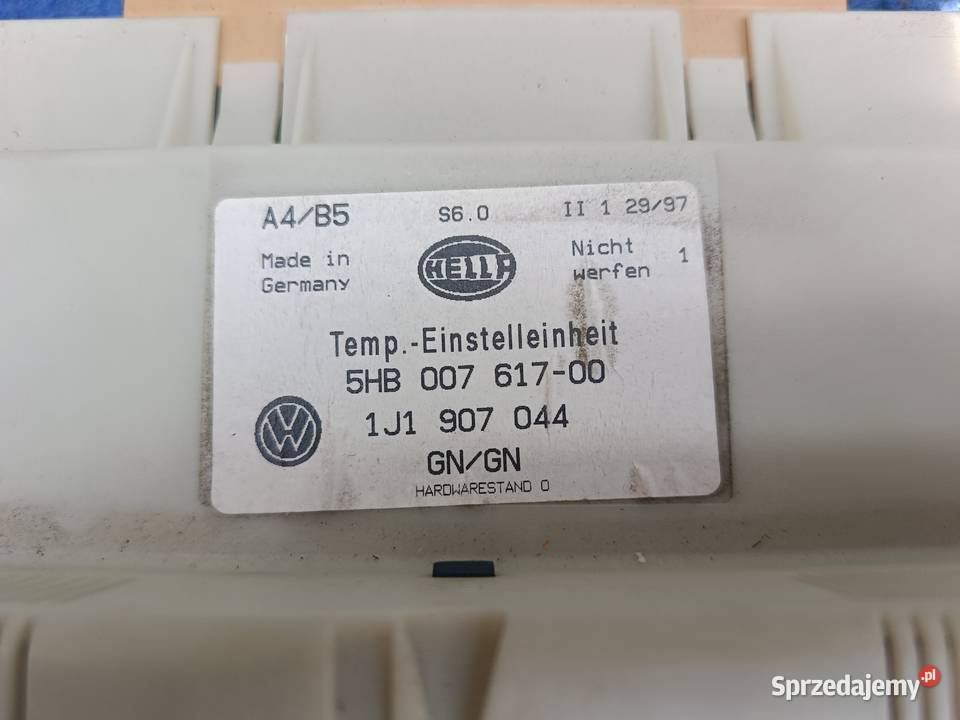 A4/B5 S6.0 II 1 29/97
Made in Germany
HELLA
Nicht werfen 1
Temp.-Einstelleinheit
5HB 007 617-00
VW
1J1 907 044
GN/GN
HARDWARESTAND 0
Sprzedajemy.pl